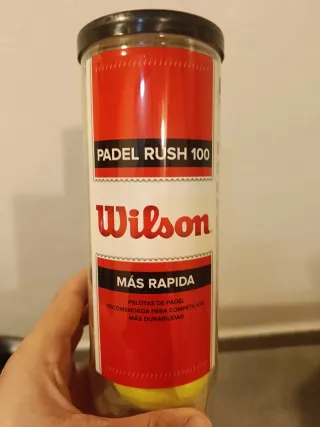 PADEL RUSH 100
Wilson
MÁS RAPIDA
PELOTAS DE PADEL
RECOMENDADA PARA COMPETICIÓN,
MÁS DURABILIDAD